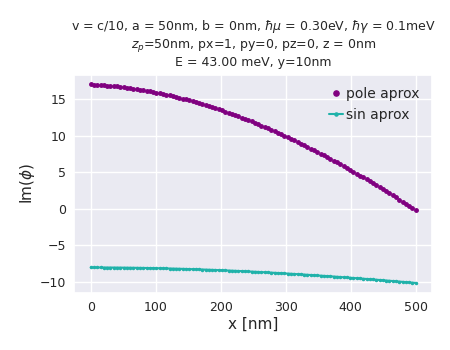 v = c/10, a = 50nm, b = 0nm, ℏμ = 0.30eV, ℏγ = 0.1meV
z_p=50nm, px=1, py=0, pz=0, z = 0nm
E = 43.00 meV, y=10nm
pole aprox
sin aprox
Im(ϕ)
15
10
5
0
−5
−10
0 100 200 300 400 500
x [nm]